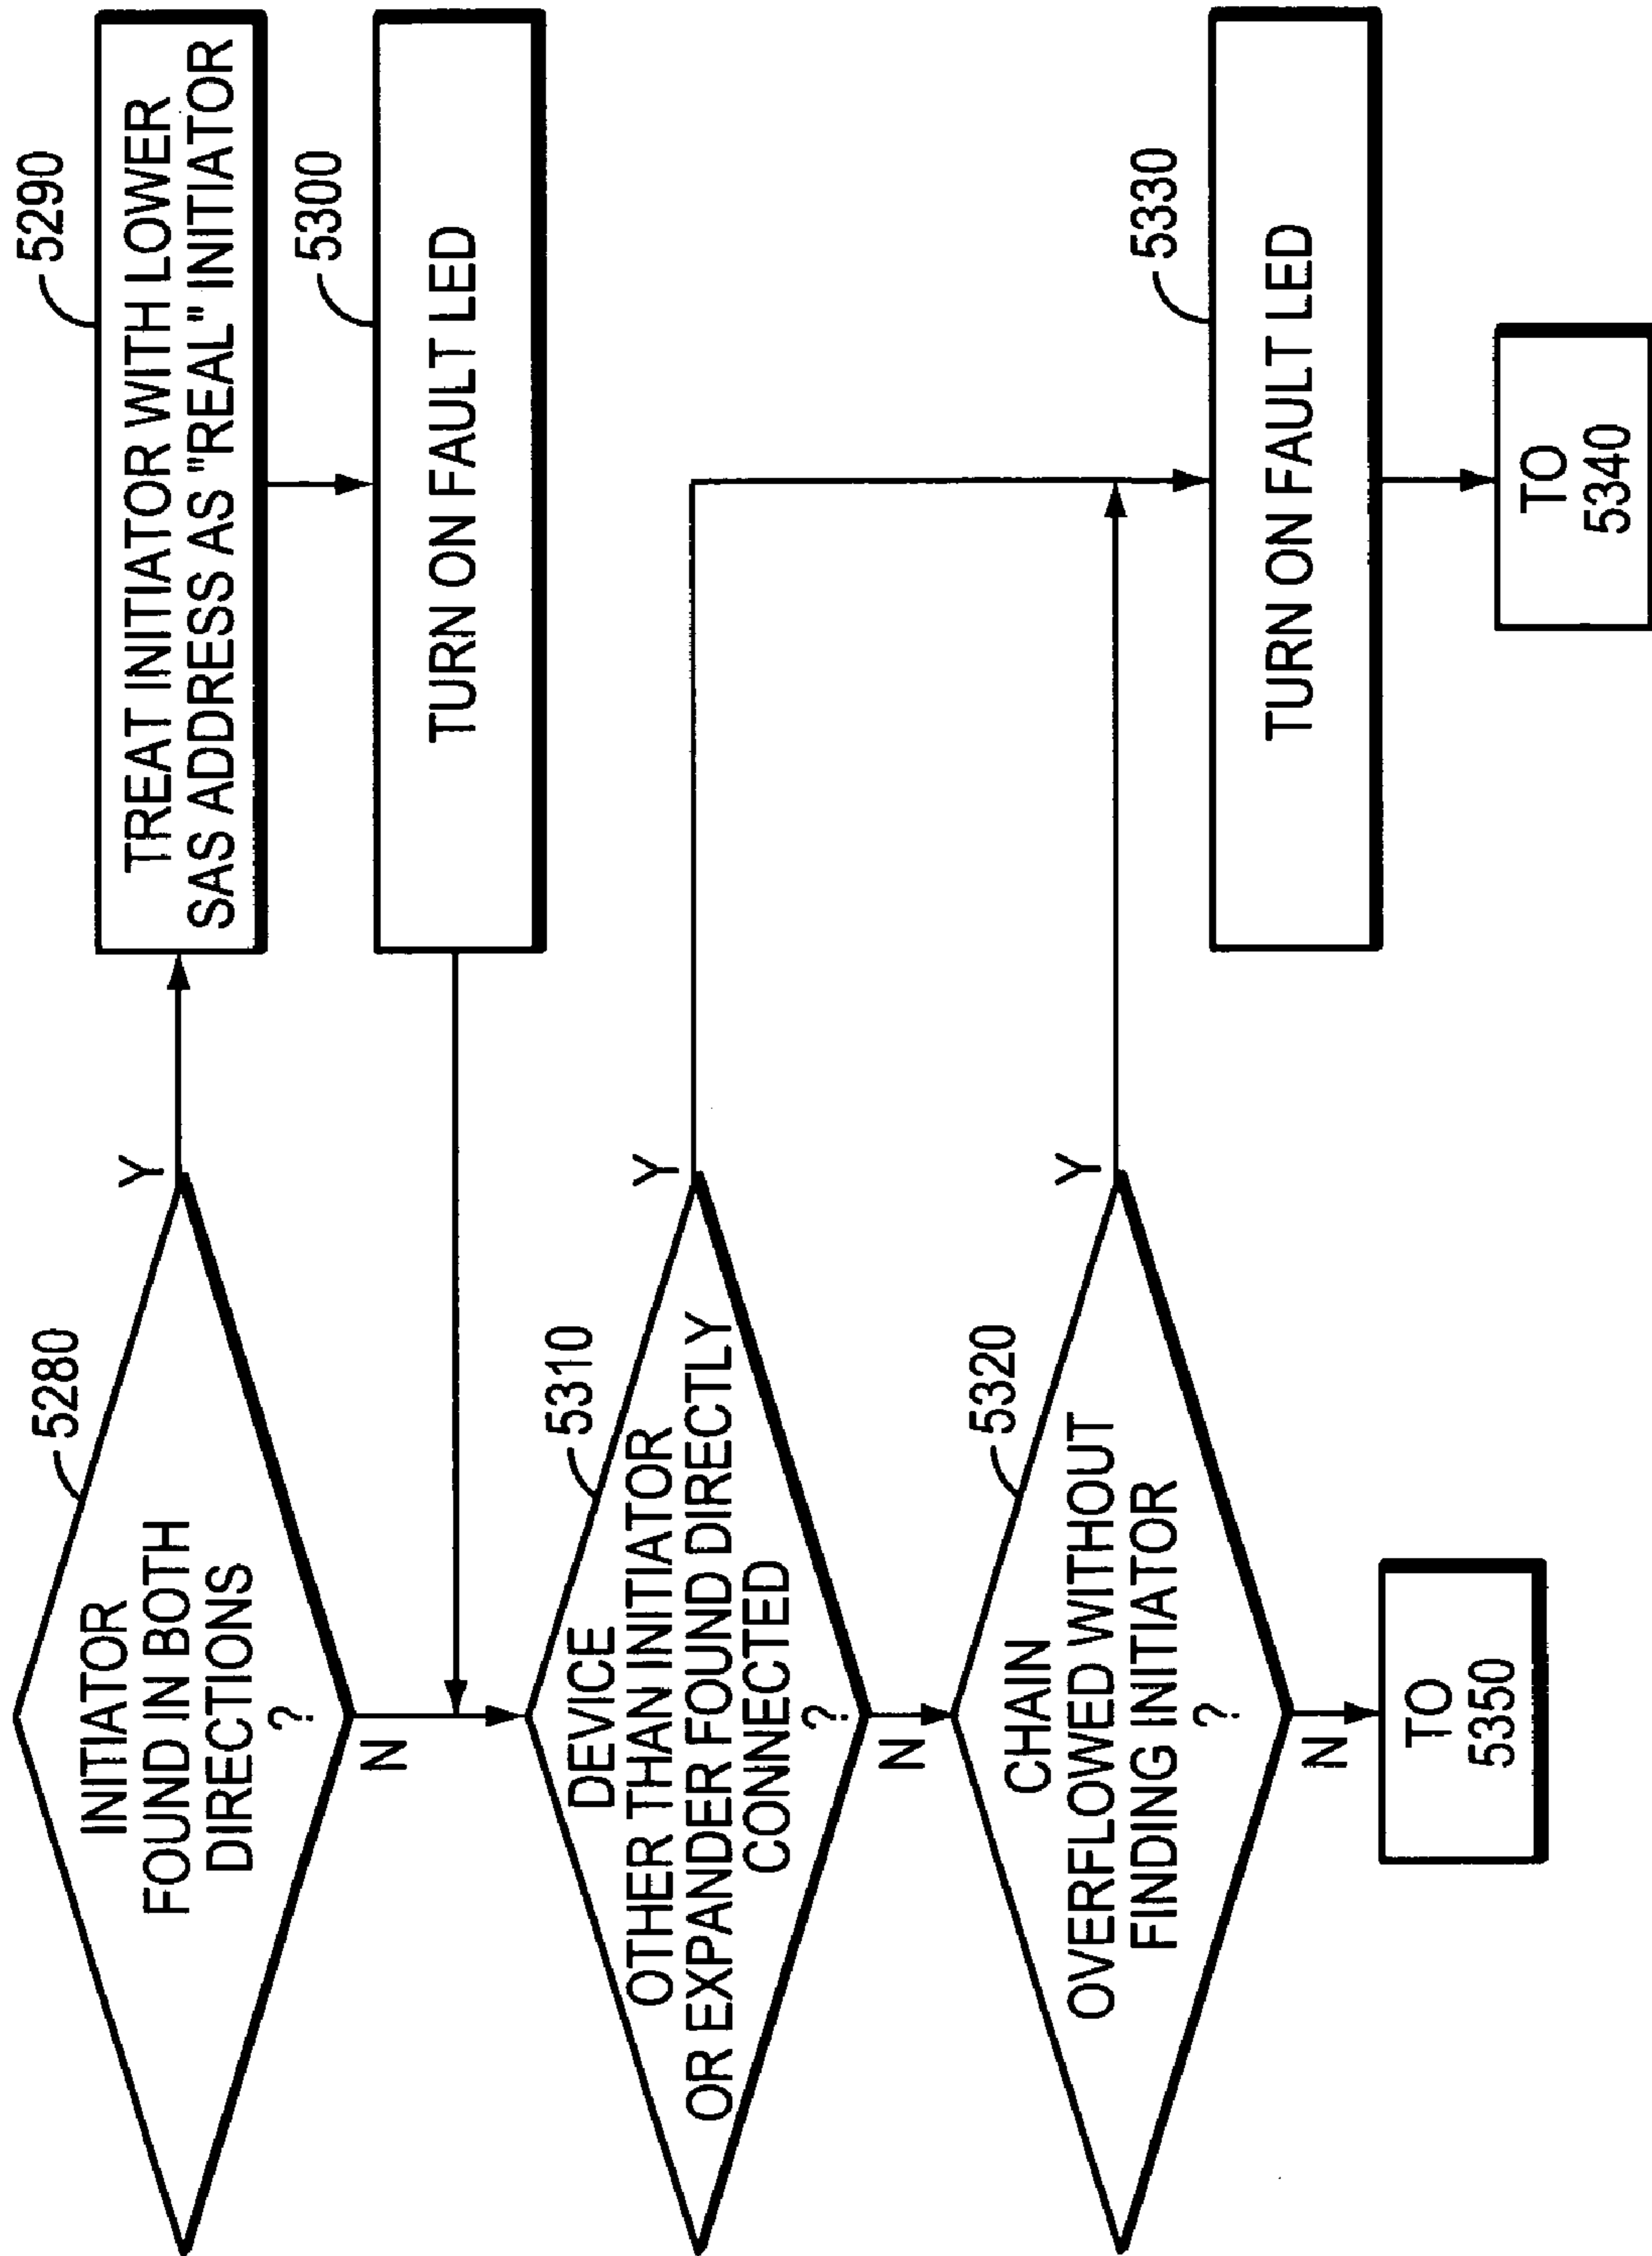 5280
INITIATOR
FOUND IN BOTH
DIRECTIONS
?
Y
N
5290
TREAT INITIATOR WITH LOWER
SAS ADDRESS AS "REAL" INITIATOR
5300
TURN ON FAULT LED
5310
DEVICE
OTHER THAN INITIATOR
OR EXPANDER FOUND DIRECTLY
CONNECTED
?
Y
N
5320
CHAIN
OVERFLOWED WITHOUT
FINDING INITIATOR
?
Y
N
5330
TURN ON FAULT LED
TO
5340
TO
5350